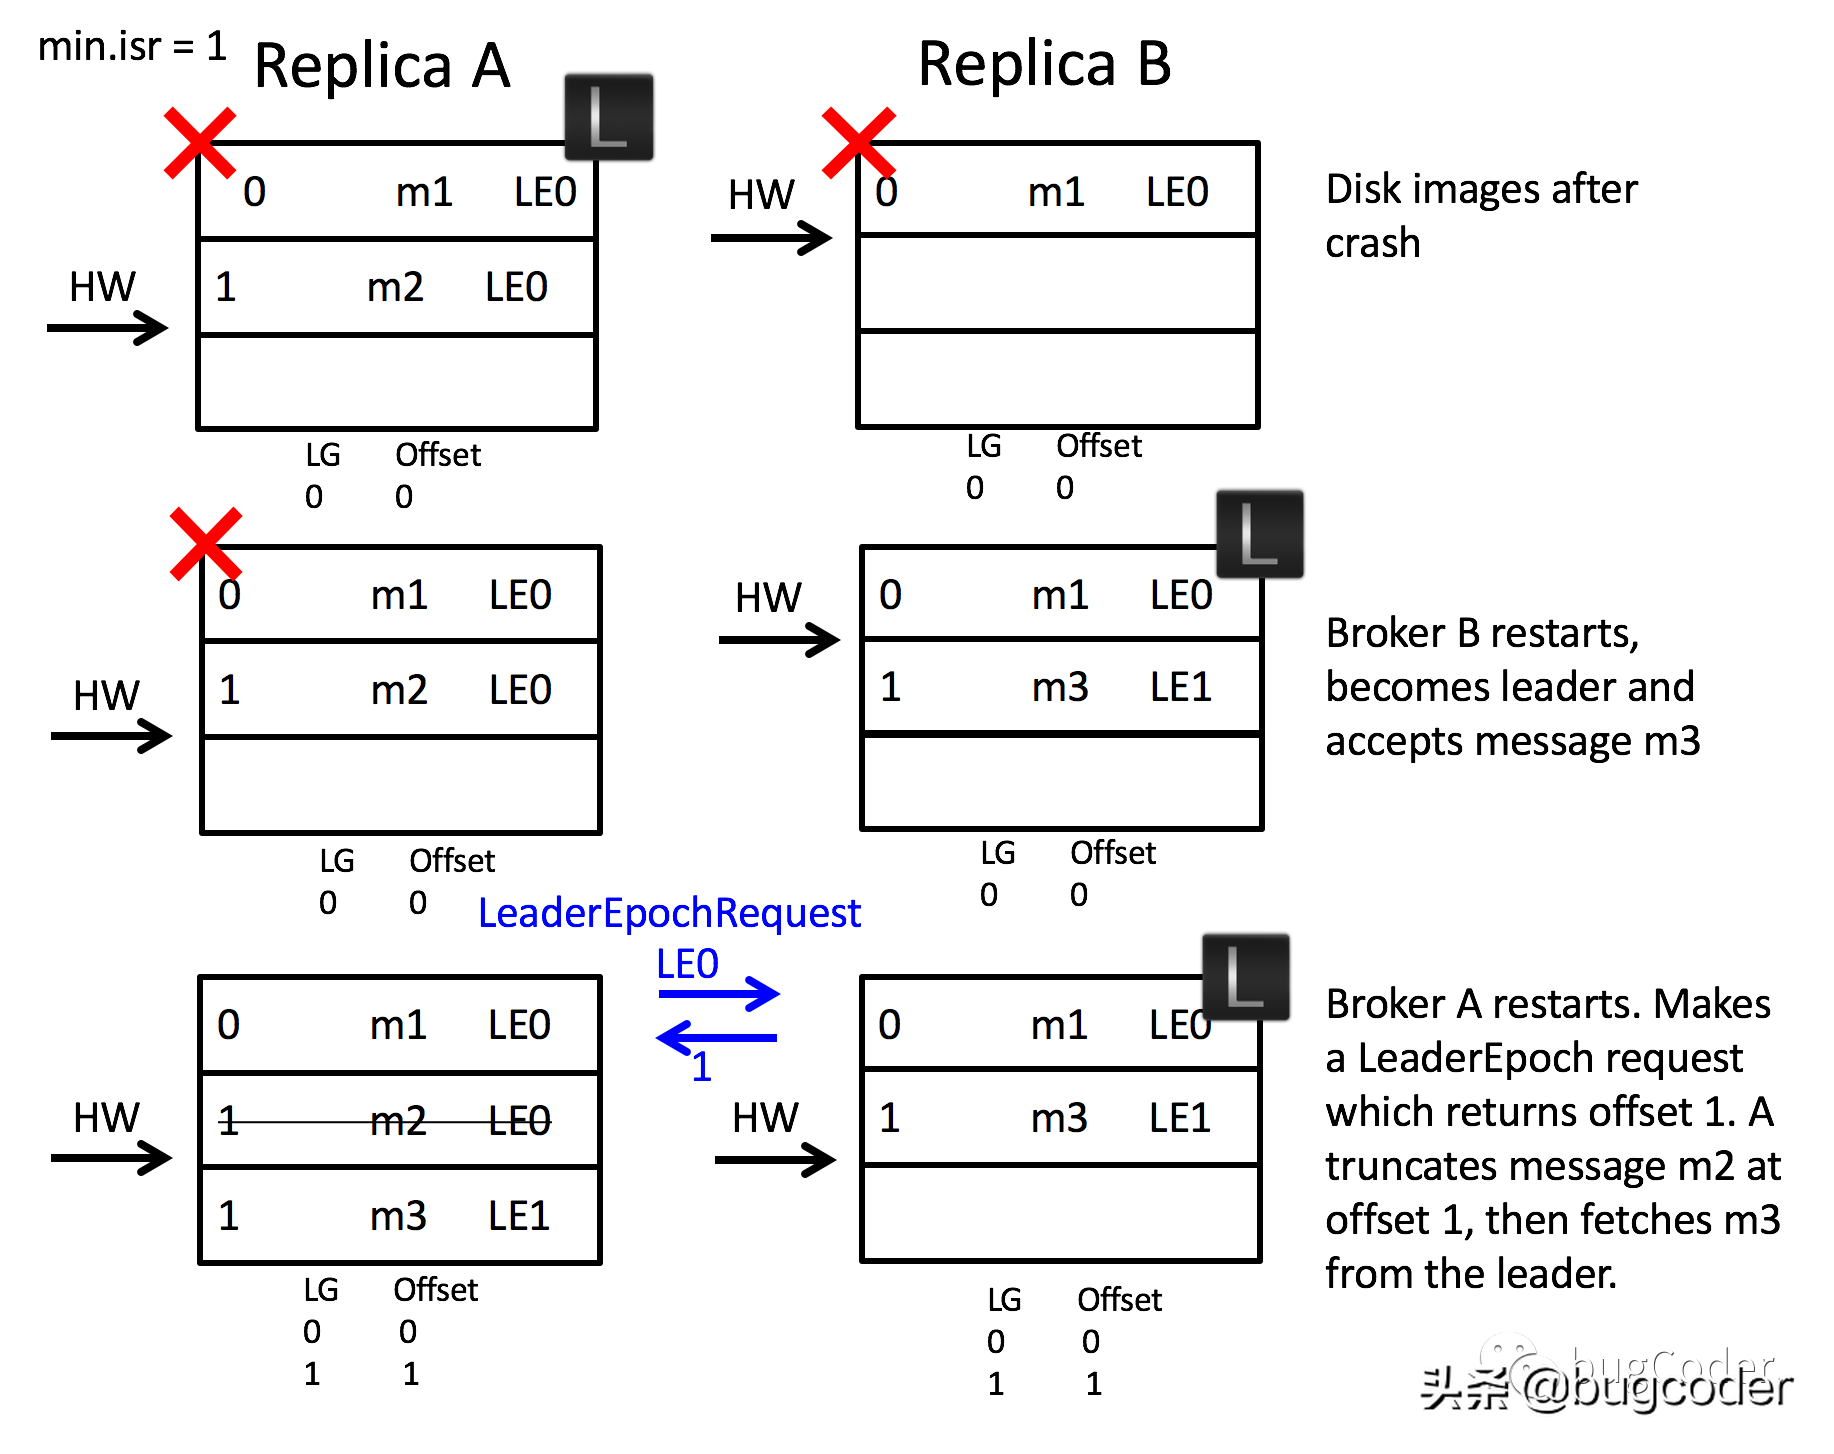 min.isr = 1
Replica A
Replica B
L
0 m1 LE0
HW
1 m2 LE0
LG Offset
0 0
HW
0 m1 LE0
LG Offset
0 0
Disk images after
crash
0 m1 LE0
HW
1 m2 LE0
LG Offset
0 0
L
HW
0 m1 LE0
1 m3 LE1
LG Offset
0 0
Broker B restarts,
becomes leader and
accepts message m3
LeaderEpochRequest
LE0
1
0 m1 LE0
HW
1 m2 LE0
1 m3 LE1
LG Offset
0 0
1 1
L
0 m1 LE0
HW
1 m3 LE1
LG Offset
0 0
1 1
Broker A restarts. Makes
a LeaderEpoch request
which returns offset 1. A
truncates message m2 at
offset 1, then fetches m3
from the leader.
bugCoder
头条 @bugcoder